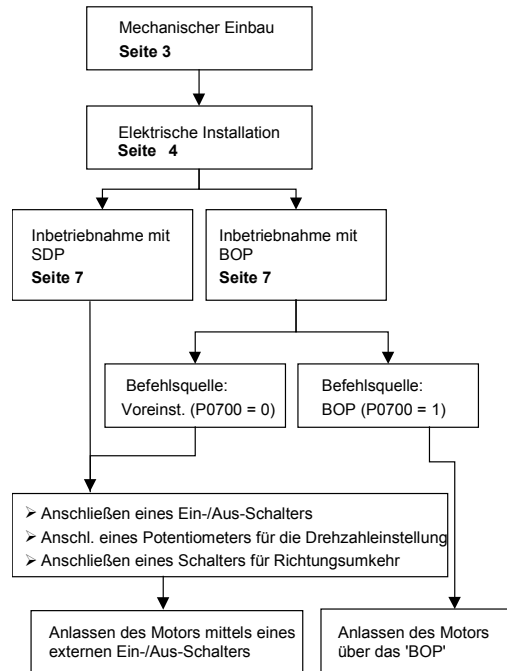 Mechanischer Einbau
Seite 3
Elektrische Installation
Seite 4
Inbetriebnahme mit
SDP
Seite 7
Inbetriebnahme mit
BOP
Seite 7
Befehlsquelle:
Voreinst. (P0700 = 0)
Befehlsquelle:
BOP (P0700 = 1)
➢ Anschließen eines Ein-/Aus-Schalters
➢ Anschl. eines Potentiometers für die Drehzahleinstellung
➢ Anschließen eines Schalters für Richtungsumkehr
Anlassen des Motors mittels eines
externen Ein-/Aus-Schalters
Anlassen des Motors
über das 'BOP'